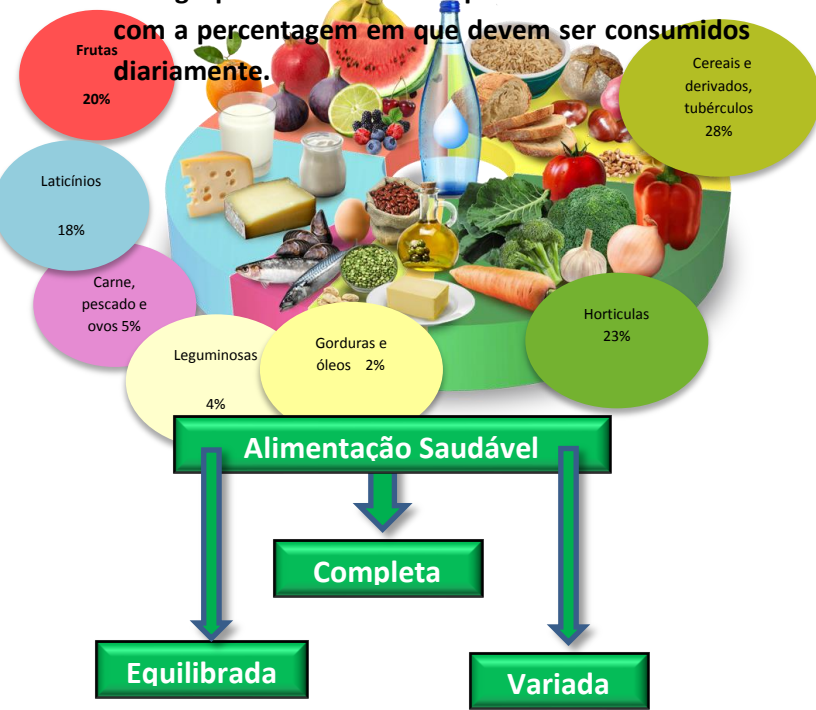 com a percentagem em que devem ser consumidos
diariamente.
Frutas
20%
Cereais e
derivados,
tubérculos
28%
Laticínios
18%
Carne,
pescado e
ovos 5%
Leguminosas
4%
Gorduras e
óleos 2%
Horticulas
23%
Alimentação Saudável
Completa
Equilibrada
Variada